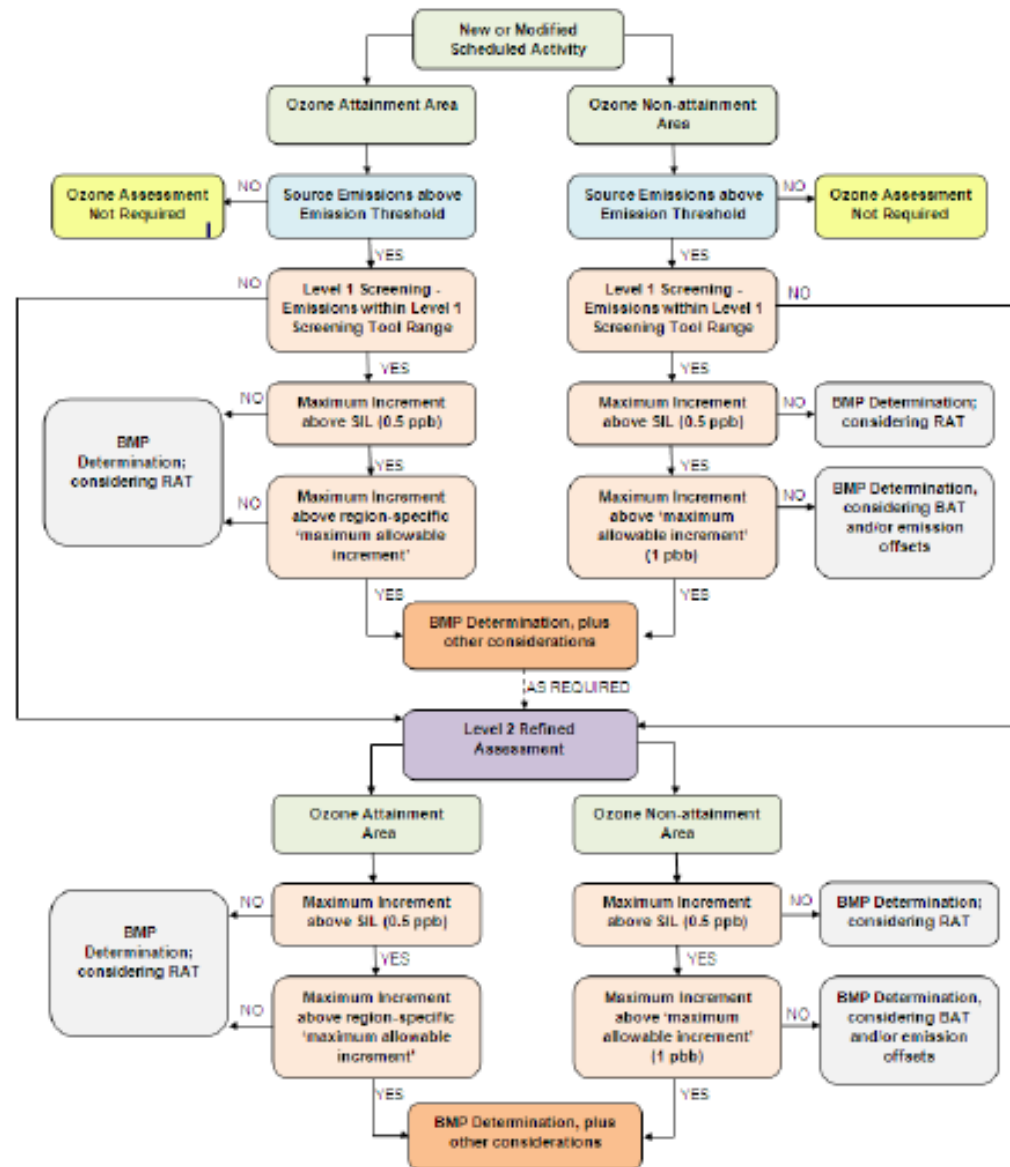 New or Modified
Scheduled Activity
Ozone Attainment Area
Ozone Non-attainment
Area
Ozone Assessment
Not Required
NO
Source Emissions above
Emission Threshold
Source Emissions above
Emission Threshold
NO
Ozone Assessment
Not Required
YES
YES
NO
Level 1 Screening -
Emissions within Level 1
Screening Tool Range
Level 1 Screening -
Emissions within Level 1
Screening Tool Range
NO
YES
YES
BMP
Determination;
considering RAT
NO
Maximum Increment
above SIL (0.5 ppb)
Maximum Increment
above SIL (0.5 ppb)
NO
BMP Determination;
considering RAT
YES
YES
NO
Maximum Increment
above region-specific
‘maximum allowable
increment’
Maximum Increment
above ‘maximum
allowable increment’
(1 pbb)
NO
BMP Determination,
considering BAT
and/or emission
offsets
YES
YES
BMP Determination, plus
other considerations
AS REQUIRED
Level 2 Refined
Assessment
Ozone Attainment
Area
Ozone Non-attainment
Area
BMP
Determination;
considering RAT
NO
Maximum Increment
above SIL (0.5 ppb)
Maximum Increment
above SIL (0.5 ppb)
NO
BMP Determination;
considering RAT
YES
YES
NO
Maximum Increment
above region-specific
‘maximum allowable
increment’
Maximum Increment
above ‘maximum
allowable increment’
(1 pbb)
NO
BMP Determination,
considering BAT
and/or emission
offsets
YES
YES
BMP Determination, plus
other considerations